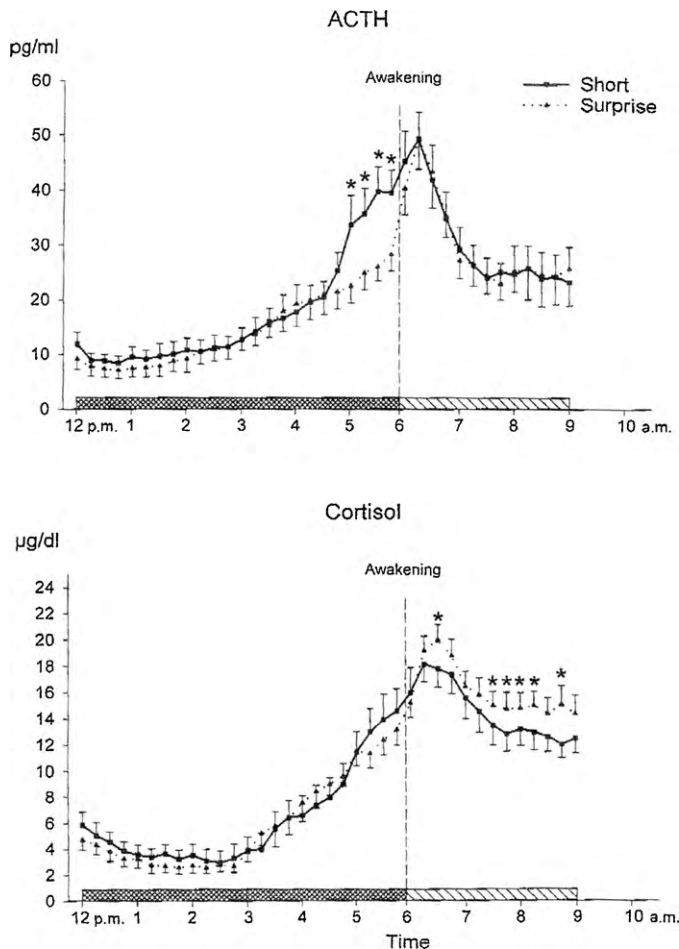 ACTH
pg/ml
60
50
40
30
20
10
0
Awakening
Short
Surprise
* * * *
12 p.m. 1 2 3 4 5 6 7 8 9 10 a.m.
Cortisol
µg/dl
24
22
20
18
16
14
12
10
8
6
4
2
0
Awakening
*
* * * * *
12 p.m. 1 2 3 4 5 6 7 8 9 10 a.m.
Time